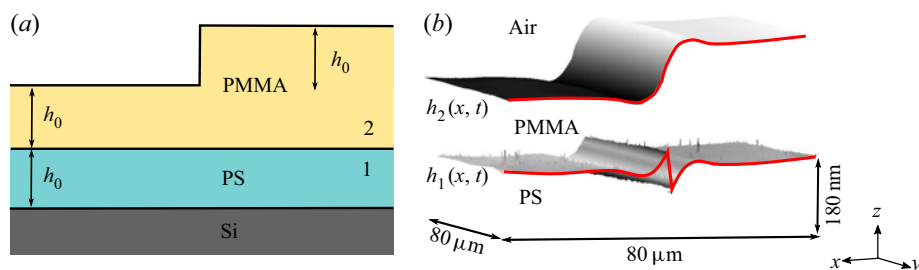 (a)
h₀
PMMA
h₀
2
h₀
PS
1
Si
(b)
Air
h₂(x, t)
PMMA
h₁(x, t)
PS
180 nm
80 μm
80 μm
z
x
y